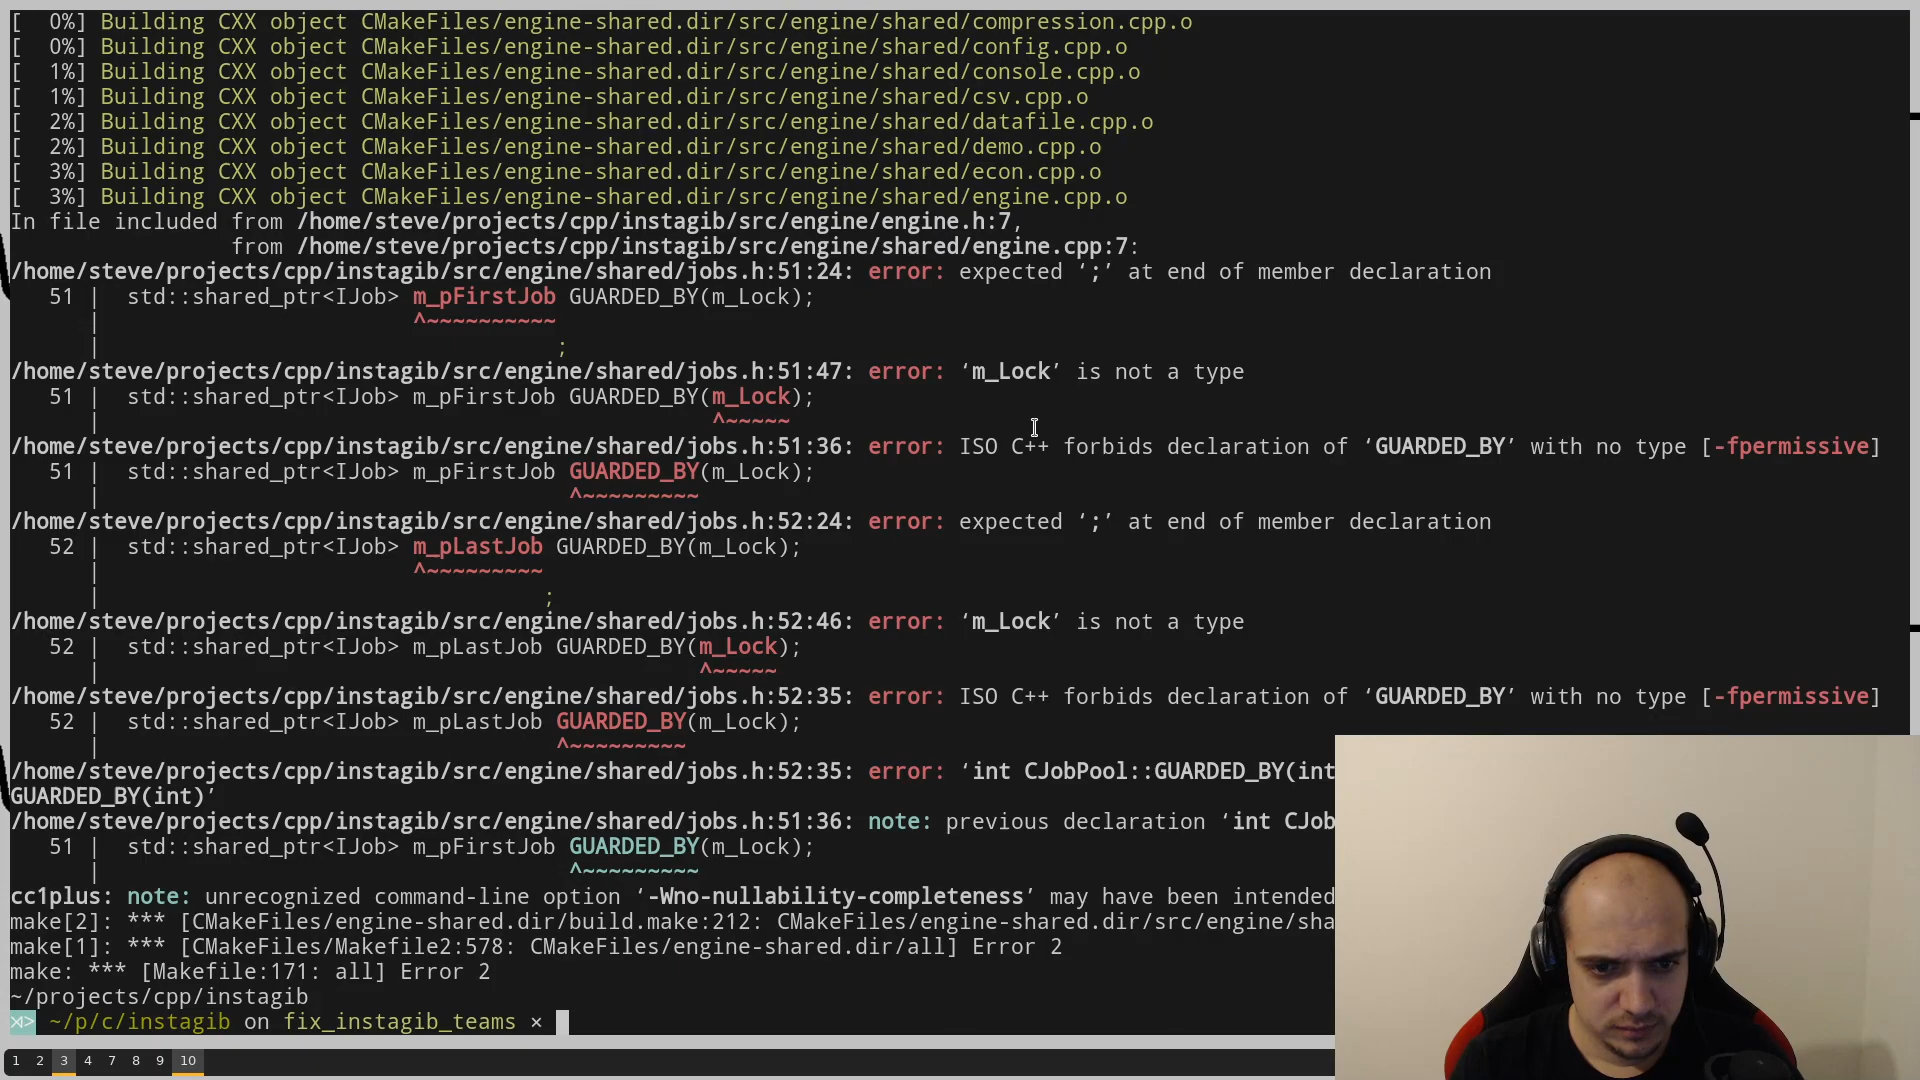 [  0%] Building CXX object CMakeFiles/engine-shared.dir/src/engine/shared/compression.cpp.o
[  0%] Building CXX object CMakeFiles/engine-shared.dir/src/engine/shared/config.cpp.o
[  1%] Building CXX object CMakeFiles/engine-shared.dir/src/engine/shared/console.cpp.o
[  1%] Building CXX object CMakeFiles/engine-shared.dir/src/engine/shared/csv.cpp.o
[  2%] Building CXX object CMakeFiles/engine-shared.dir/src/engine/shared/datafile.cpp.o
[  2%] Building CXX object CMakeFiles/engine-shared.dir/src/engine/shared/demo.cpp.o
[  3%] Building CXX object CMakeFiles/engine-shared.dir/src/engine/shared/econ.cpp.o
[  3%] Building CXX object CMakeFiles/engine-shared.dir/src/engine/shared/engine.cpp.o
In file included from /home/steve/projects/cpp/instagib/src/engine/engine.h:7,
                 from /home/steve/projects/cpp/instagib/src/engine/shared/engine.cpp:7:
/home/steve/projects/cpp/instagib/src/engine/shared/jobs.h:51:24: error: expected ‘;’ at end of member declaration
   51 |  std::shared_ptr<IJob> m_pFirstJob GUARDED_BY(m_Lock);
      |                        ^~~~~~~~~~~
      |                                   ;
/home/steve/projects/cpp/instagib/src/engine/shared/jobs.h:51:47: error: ‘m_Lock’ is not a type
   51 |  std::shared_ptr<IJob> m_pFirstJob GUARDED_BY(m_Lock);
      |                                               ^~~~~~
/home/steve/projects/cpp/instagib/src/engine/shared/jobs.h:51:36: error: ISO C++ forbids declaration of ‘GUARDED_BY’ with no type [-fpermissive]
   51 |  std::shared_ptr<IJob> m_pFirstJob GUARDED_BY(m_Lock);
      |                                    ^~~~~~~~~~
/home/steve/projects/cpp/instagib/src/engine/shared/jobs.h:52:24: error: expected ‘;’ at end of member declaration
   52 |  std::shared_ptr<IJob> m_pLastJob GUARDED_BY(m_Lock);
      |                        ^~~~~~~~~~
      |                                  ;
/home/steve/projects/cpp/instagib/src/engine/shared/jobs.h:52:46: error: ‘m_Lock’ is not a type
   52 |  std::shared_ptr<IJob> m_pLastJob GUARDED_BY(m_Lock);
      |                                              ^~~~~~
/home/steve/projects/cpp/instagib/src/engine/shared/jobs.h:52:35: error: ISO C++ forbids declaration of ‘GUARDED_BY’ with no type [-fpermissive]
   52 |  std::shared_ptr<IJob> m_pLastJob GUARDED_BY(m_Lock);
      |                                   ^~~~~~~~~~
/home/steve/projects/cpp/instagib/src/engine/shared/jobs.h:52:35: error: ‘int CJobPool::GUARDED_BY(int
GUARDED_BY(int)’
/home/steve/projects/cpp/instagib/src/engine/shared/jobs.h:51:36: note: previous declaration ‘int CJob
   51 |  std::shared_ptr<IJob> m_pFirstJob GUARDED_BY(m_Lock);
      |                                    ^~~~~~~~~~
cc1plus: note: unrecognized command-line option ‘-Wno-nullability-completeness’ may have been intended
make[2]: *** [CMakeFiles/engine-shared.dir/build.make:212: CMakeFiles/engine-shared.dir/src/engine/sha
make[1]: *** [CMakeFiles/Makefile2:578: CMakeFiles/engine-shared.dir/all] Error 2
make: *** [Makefile:171: all] Error 2
~/projects/cpp/instagib
~/p/c/instagib on fix_instagib_teams ×
1 2 3 4 7 8 9 10